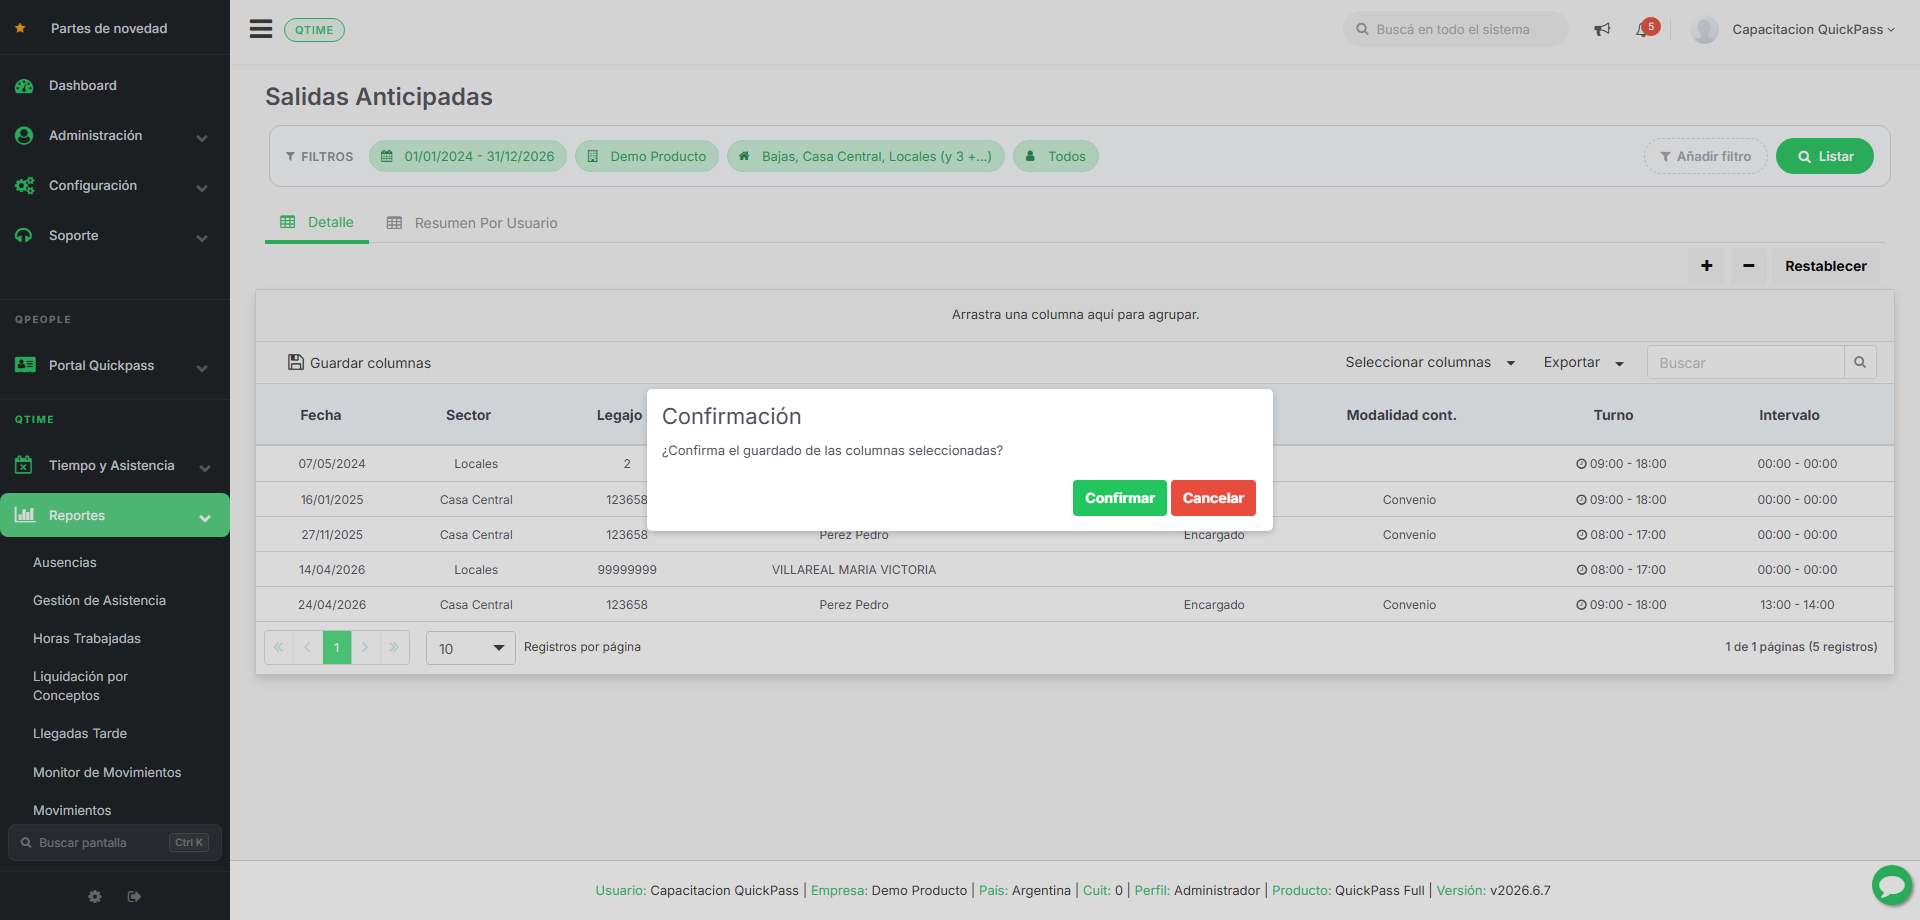 Partes de novedad
Dashboard
Administración
Configuración
Soporte
QPEOPLE
Portal Quickpass
QTIME
Tiempo y Asistencia
Reportes
Ausencias
Gestión de Asistencia
Horas Trabajadas
Liquidación por
Conceptos
Llegadas Tarde
Monitor de Movimientos
Movimientos
Buscar pantalla Ctrl K
QTIME
Buscá en todo el sistema
5
Capacitacion QuickPass
Salidas Anticipadas
FILTROS 01/01/2024 - 31/12/2026 Demo Producto Bajas, Casa Central, Locales (y 3 +...) Todos Añadir filtro Listar
Detalle Resumen Por Usuario
+ − Restablecer
Arrastra una columna aquí para agrupar.
Guardar columnas Seleccionar columnas Exportar Buscar
Fecha Sector Legajo Modalidad cont. Turno Intervalo
07/05/2024 Locales 2 09:00 - 18:00 00:00 - 00:00
16/01/2025 Casa Central 123658 Convenio 09:00 - 18:00 00:00 - 00:00
27/11/2025 Casa Central 123658 Perez Pedro Encargado Convenio 08:00 - 17:00 00:00 - 00:00
14/04/2026 Locales 99999999 VILLAREAL MARIA VICTORIA 08:00 - 17:00 00:00 - 00:00
24/04/2026 Casa Central 123658 Perez Pedro Encargado Convenio 09:00 - 18:00 13:00 - 14:00
« ‹ 1 › » 10 Registros por página 1 de 1 páginas (5 registros)
Confirmación
¿Confirma el guardado de las columnas seleccionadas?
Confirmar Cancelar
Usuario: Capacitacion QuickPass | Empresa: Demo Producto | País: Argentina | Cuit: 0 | Perfil: Administrador | Producto: QuickPass Full | Versión: v2026.6.7